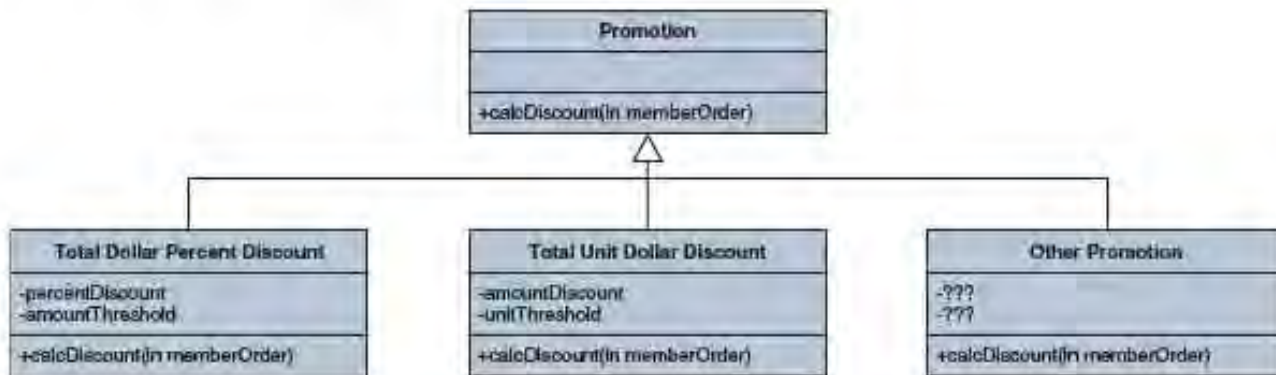 Promotion
+calcDiscount(in memberOrder)
Total Dollar Percent Discount
-percentDiscount
-amountThreshold
+calcDiscount(in memberOrder)
Total Unit Dollar Discount
-amountDiscount
-unitThreshold
+calcDiscount(in memberOrder)
Other Promotion
-???
-???
+calcDiscount(in memberOrder)